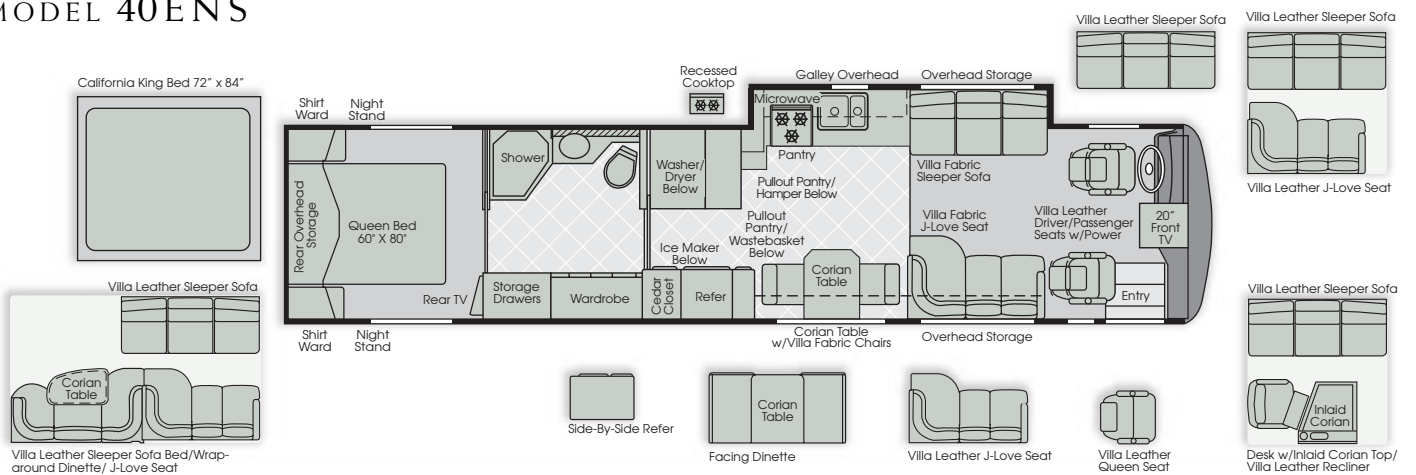 MODEL 40ENS
Villa Leather Sleeper Sofa
Villa Leather Sleeper Sofa
California King Bed 72" x 84"
Recessed
Cooktop
Galley Overhead
Overhead Storage
Shirt
Ward
Night
Stand
Microwave
Shower
Washer/
Dryer
Below
Pantry
Villa Fabric
Sleeper Sofa
Pullout Pantry/
Hamper Below
Villa Leather J-Love Seat
Rear Overhead
Storage
Queen Bed
60" X 80"
Pullout
Pantry/
Wastebasket
Below
Villa Fabric
J-Love Seat
Villa Leather
Driver/Passenger
Seats w/Power
20"
Front
TV
Ice Maker
Below
Corian
Table
Villa Leather Sleeper Sofa
Rear TV
Storage
Drawers
Wardrobe
Cedar
Closet
Refer
Entry
Villa Leather Sleeper Sofa
Shirt
Ward
Night
Stand
Corian Table
w/Villa Fabric Chairs
Overhead Storage
Corian
Table
Corian
Table
Inlaid
Corian
Side-By-Side Refer
Villa Leather Sleeper Sofa Bed/Wrap-
around Dinette/ J-Love Seat
Facing Dinette
Villa Leather J-Love Seat
Villa Leather
Queen Seat
Desk w/Inlaid Corian Top/
Villa Leather Recliner